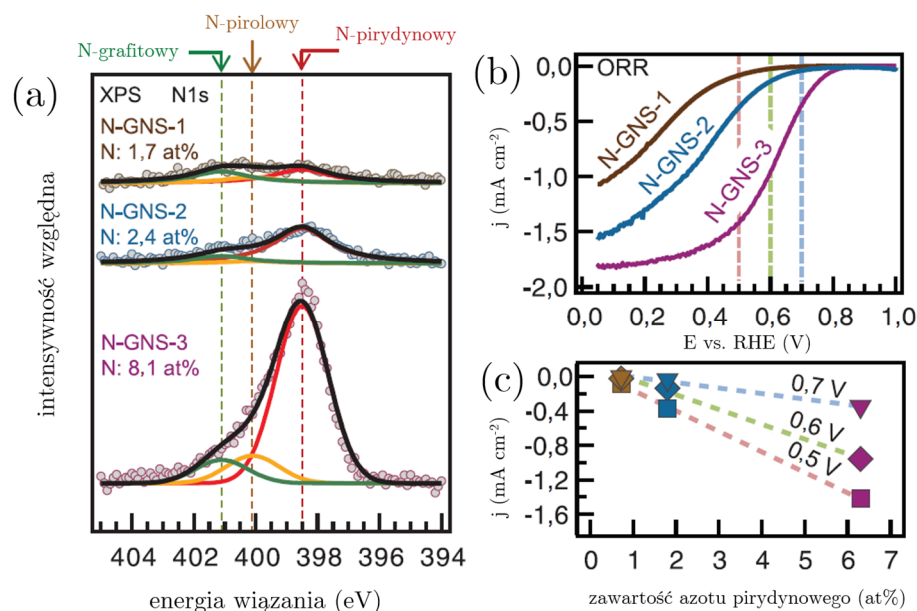 N-pirolowy
N-grafitowy
N-pirydynowy
(a)
XPS N1s
N-GNS-1
N: 1,7 at%
N-GNS-2
N: 2,4 at%
N-GNS-3
N: 8,1 at%
intensywność względna
404 402 400 398 396 394
energia wiązania (eV)
(b)
ORR
N-GNS-1
N-GNS-2
N-GNS-3
0,0
-0,5
-1,0
-1,5
-2,0
j (mA cm⁻²)
0,0 0,2 0,4 0,6 0,8 1,0
E vs. RHE (V)
(c)
0,0
-0,4
-0,8
-1,2
-1,6
j (mA cm⁻²)
0,7 V
0,6 V
0,5 V
0 1 2 3 4 5 6 7
zawartość azotu pirydynowego (at%)